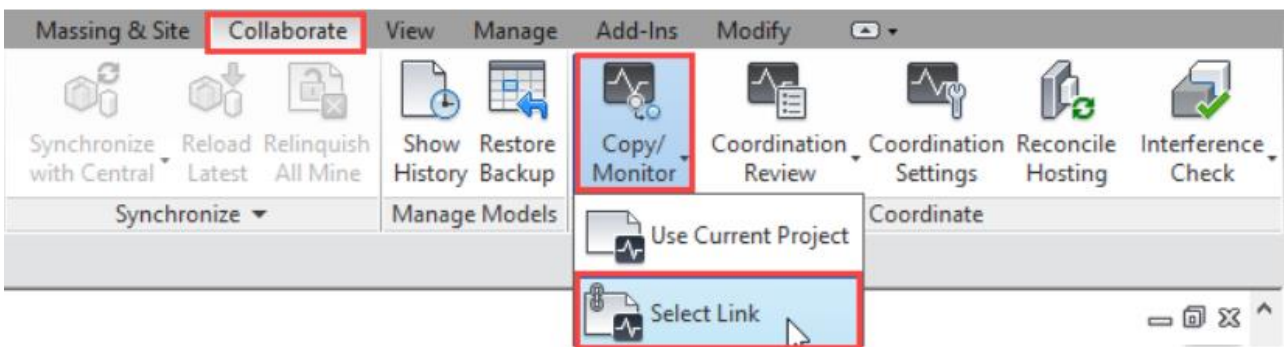 Massing & Site Collaborate View Manage Add-Ins Modify
Synchronize with Central
Reload Latest
Relinquish All Mine
Show History
Restore Backup
Copy/ Monitor
Coordination Review
Coordination Settings
Reconcile Hosting
Interference Check
Synchronize
Manage Models
Coordinate
Use Current Project
Select Link